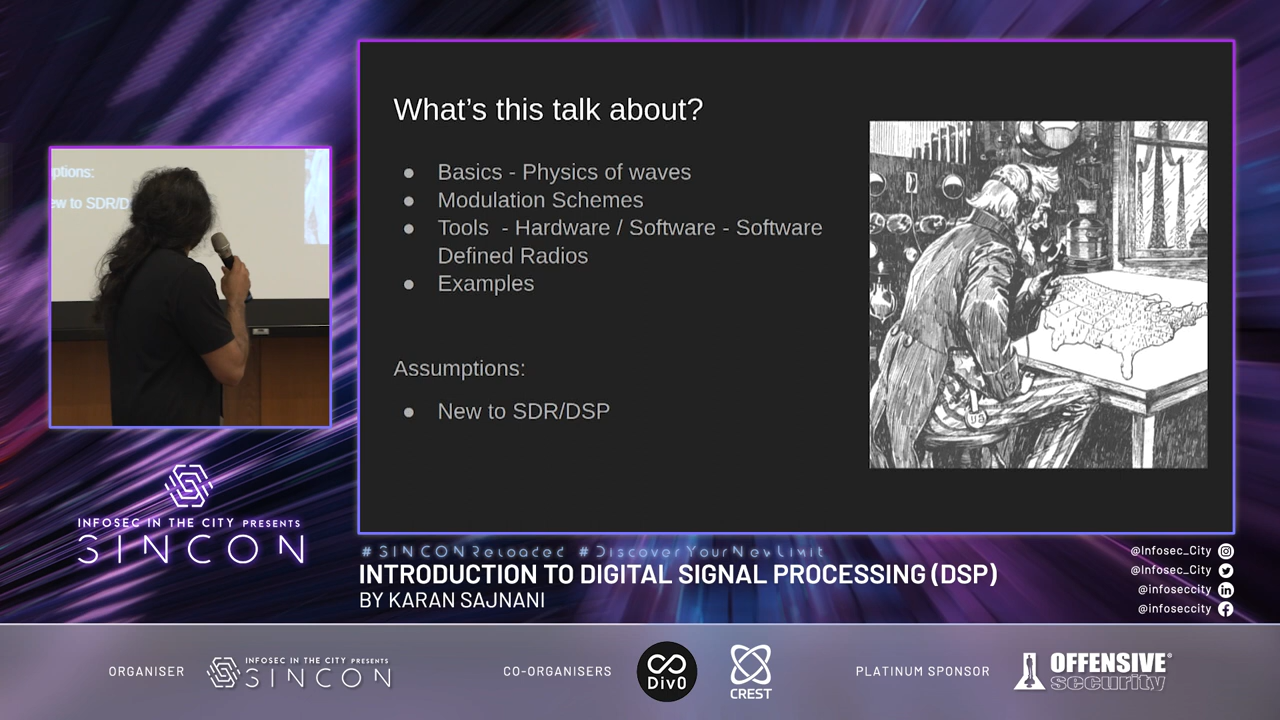 What's this talk about?
● Basics - Physics of waves
● Modulation Schemes
● Tools - Hardware / Software - Software
Defined Radios
● Examples
Assumptions:
● New to SDR/DSP
ptions:
ew to SDR/D
US
INFOSEC IN THE CITY PRESENTS
SINCON
#SINCONReloaded #DiscoverYourNewLimit
INTRODUCTION TO DIGITAL SIGNAL PROCESSING (DSP)
BY KARAN SAJNANI
@Infosec_City
@Infosec_City
@infoseccity
@infoseccity
ORGANISER
INFOSEC IN THE CITY PRESENTS
SINCON
CO-ORGANISERS
Div0
CREST
PLATINUM SPONSOR
OFFENSIVE®
security